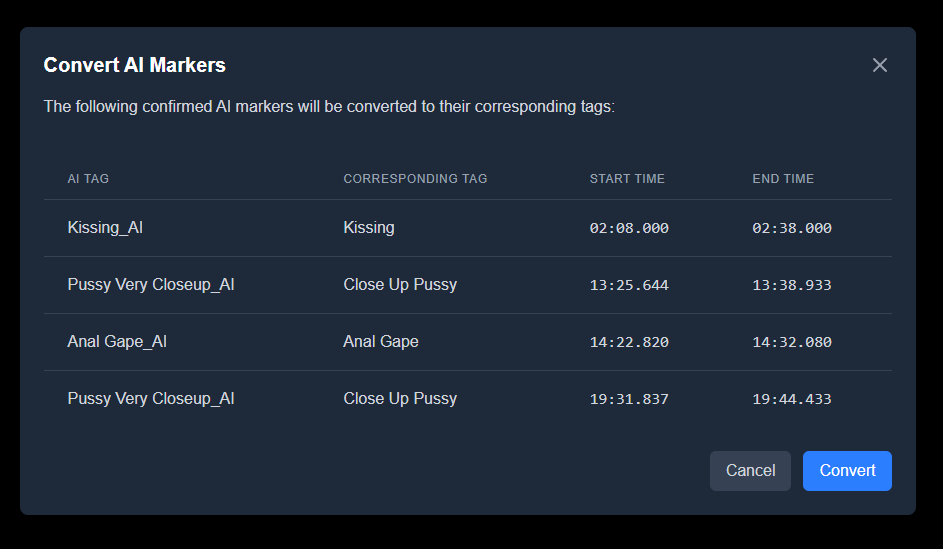 Convert AI Markers
The following confirmed AI markers will be converted to their corresponding tags:
AI TAG CORRESPONDING TAG START TIME END TIME
Kissing_AI Kissing 02:08.000 02:38.000
Pussy Very Closeup_AI Close Up Pussy 13:25.644 13:38.933
Anal Gape_AI Anal Gape 14:22.820 14:32.080
Pussy Very Closeup_AI Close Up Pussy 19:31.837 19:44.433
Cancel Convert